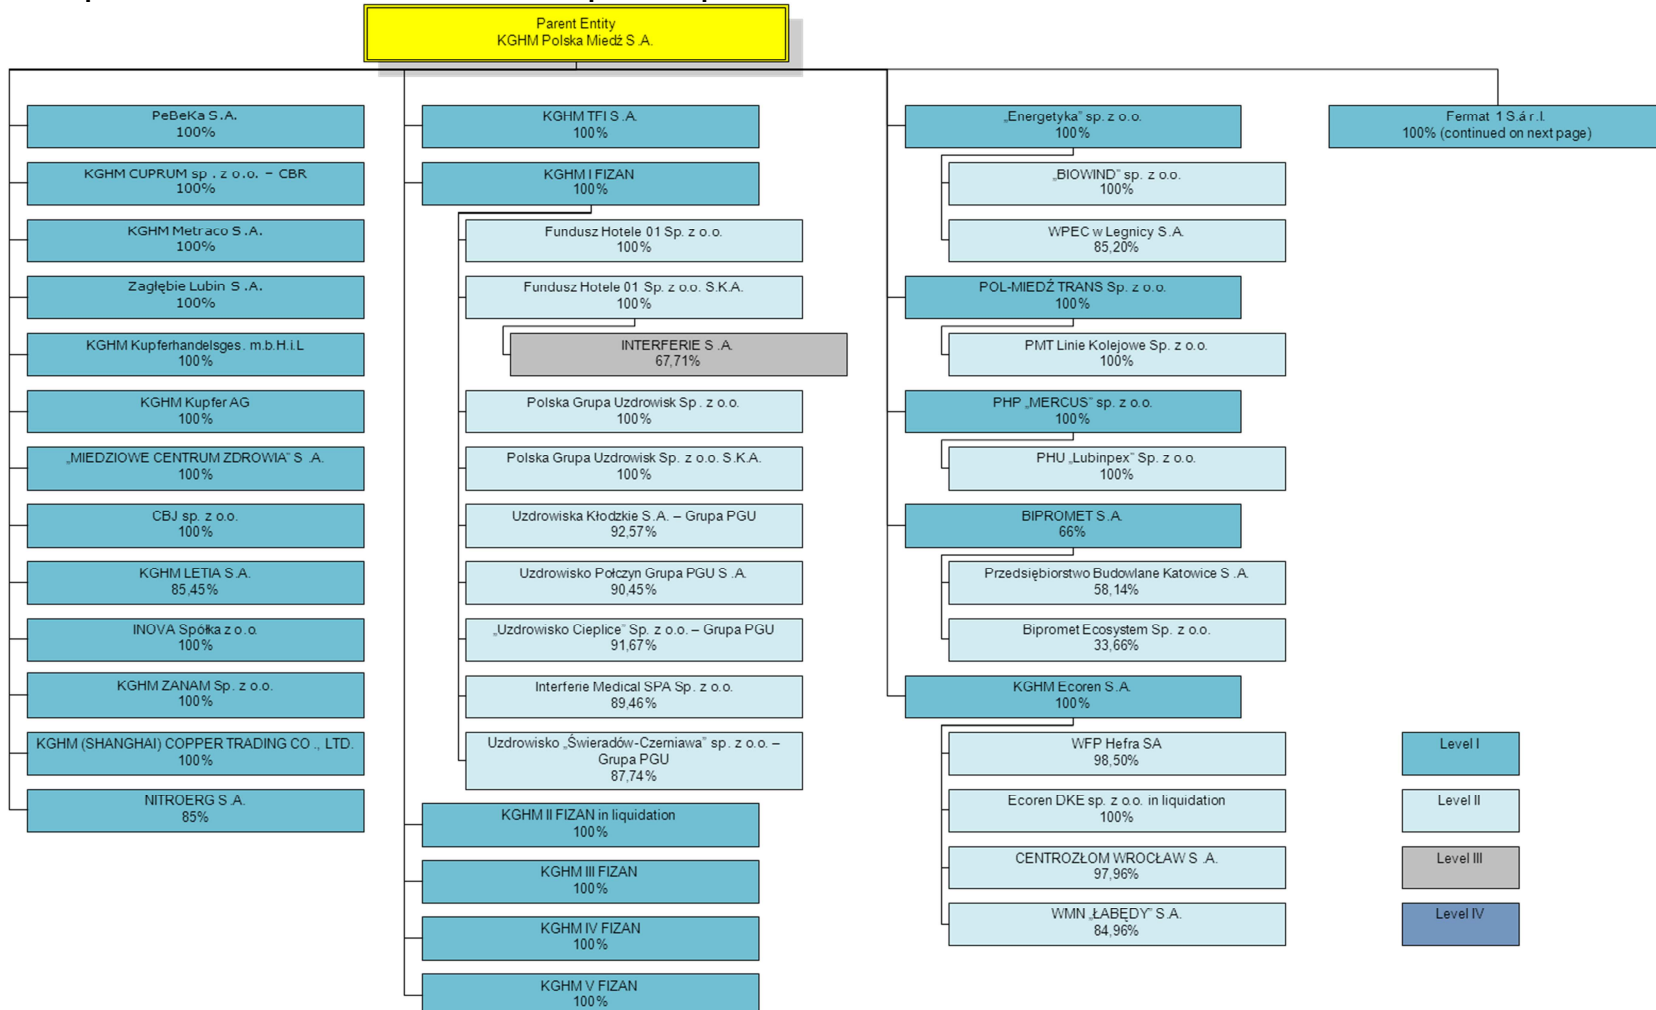 Parent Entity
KGHM Polska Miedź S.A.
PeBeKa S.A.
100%
KGHM CUPRUM sp. z o.o. – CBR
100%
KGHM Metraco S.A.
100%
Zagłębie Lubin S.A.
100%
KGHM Kupferhandelsges. m.b.H.i.L
100%
KGHM Kupfer AG
100%
„MIEDZIOWE CENTRUM ZDROWIA" S.A.
100%
CBJ sp. z o.o.
100%
KGHM LETIA S.A.
85,45%
INOVA Spółka z o.o.
100%
KGHM ZANAM Sp. z o.o.
100%
KGHM (SHANGHAI) COPPER TRADING CO., LTD.
100%
NITROERG S.A.
85%
KGHM TFI S.A.
100%
KGHM I FIZAN
100%
Fundusz Hotele 01 Sp. z o.o.
100%
Fundusz Hotele 01 Sp. z o.o. S.K.A.
100%
INTERFERIE S.A.
67,71%
Polska Grupa Uzdrowisk Sp. z o.o.
100%
Polska Grupa Uzdrowisk Sp. z o.o. S.K.A.
100%
Uzdrowiska Kłodzkie S.A. – Grupa PGU
92,57%
Uzdrowisko Połczyn Grupa PGU S.A.
90,45%
„Uzdrowisko Cieplice" Sp. z o.o. – Grupa PGU
91,67%
Interferie Medical SPA Sp. z o.o.
89,46%
Uzdrowisko „Świeradów-Czerniawa" sp. z o.o. –
Grupa PGU
87,74%
KGHM II FIZAN in liquidation
100%
KGHM III FIZAN
100%
KGHM IV FIZAN
100%
KGHM V FIZAN
100%
„Energetyka" sp. z o.o.
100%
„BIOWIND" sp. z o.o.
100%
WPEC w Legnicy S.A.
85,20%
POL-MIEDŹ TRANS Sp. z o.o.
100%
PMT Linie Kolejowe Sp. z o.o.
100%
PHP „MERCUS" sp. z o.o.
100%
PHU „Lubinpex" Sp. z o.o.
100%
BIPROMET S.A.
66%
Przedsiębiorstwo Budowlane Katowice S.A.
58,14%
Bipromet Ecosystem Sp. z o.o.
33,66%
KGHM Ecoren S.A.
100%
WFP Hefra SA
98,50%
Ecoren DKE sp. z o.o. in liquidation
100%
CENTROZŁOM WROCŁAW S.A.
97,96%
WMN „ŁABĘDY" S.A.
84,96%
Fermat 1 S.á r.l.
100% (continued on next page)
Level I
Level II
Level III
Level IV